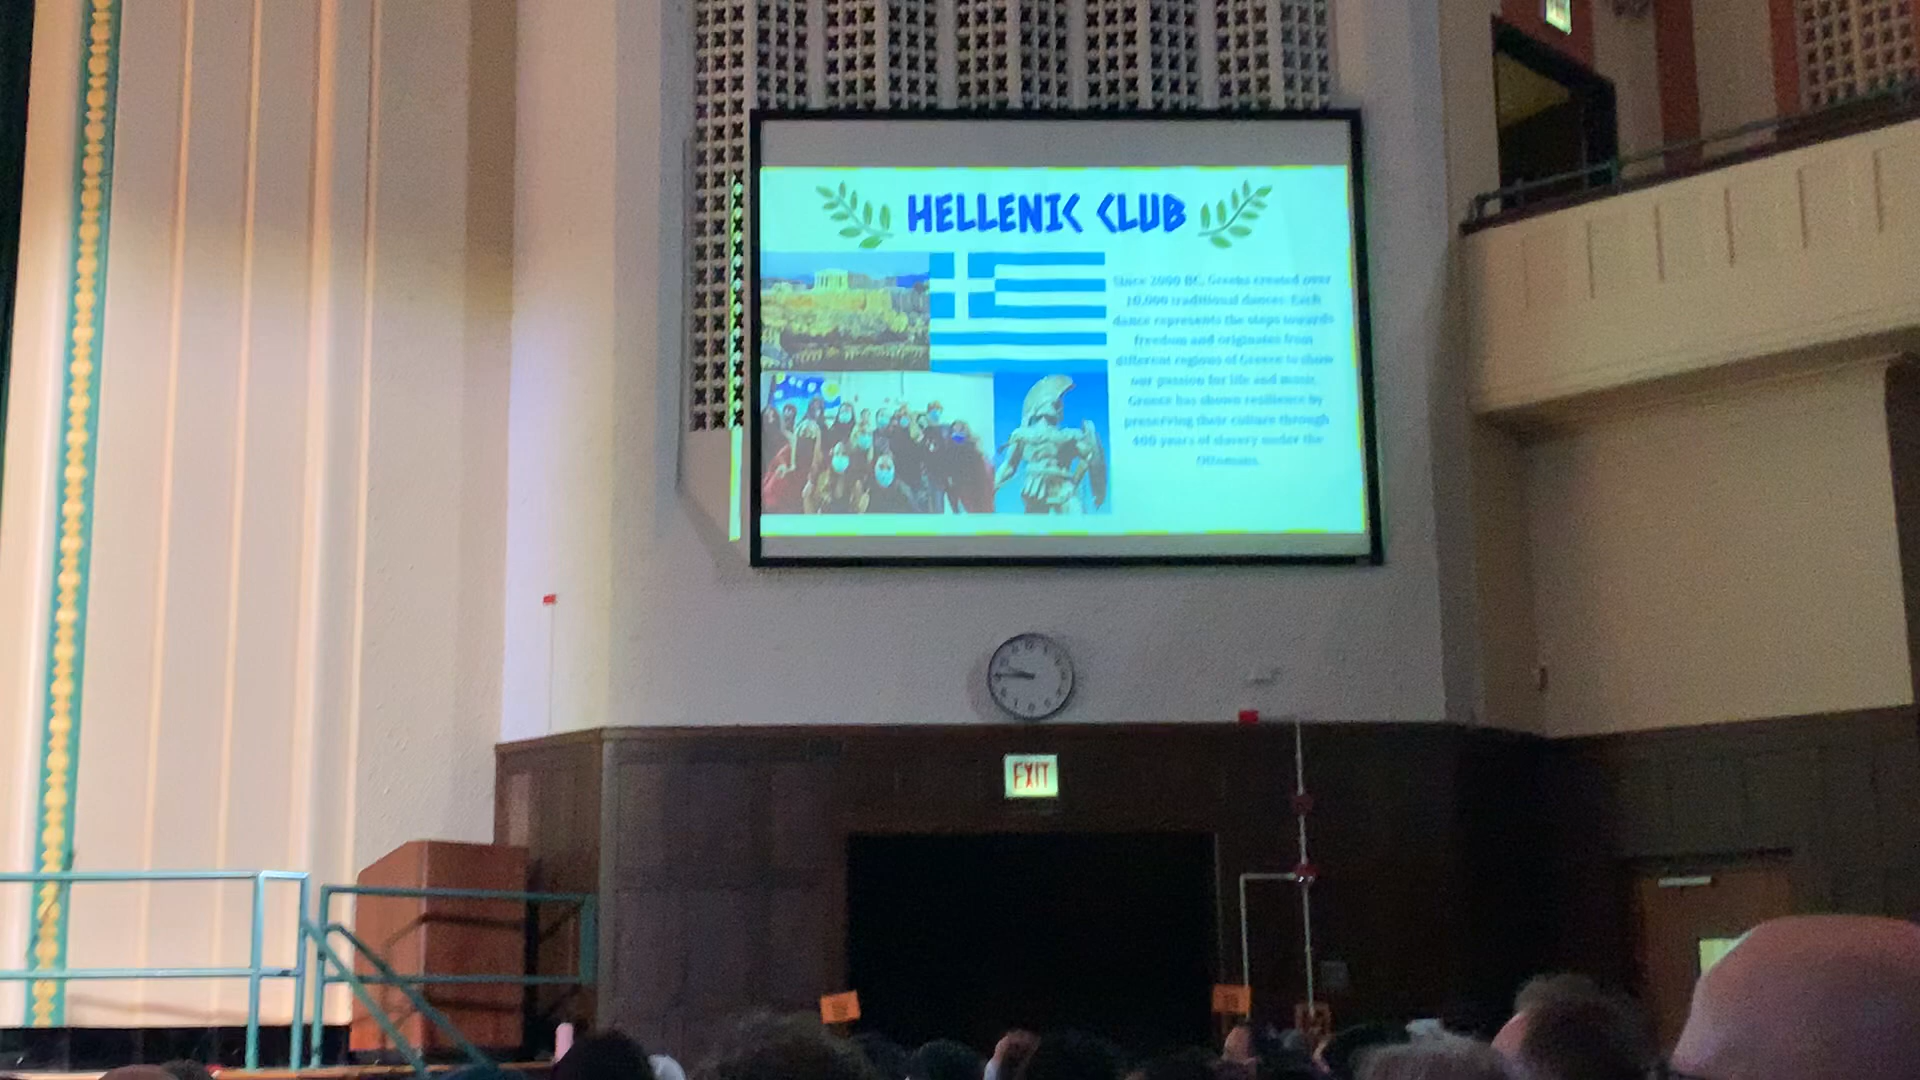 HELLENIC CLUB
Since 2000 BC, Greeks created over
10,000 traditional dances. Each
dance represents the steps towards
freedom and originates from
different regions of Greece to show
our passion for life and music.
Greece has shown resilience by
preserving their culture through
400 years of slavery under the
Ottomans.
EXIT